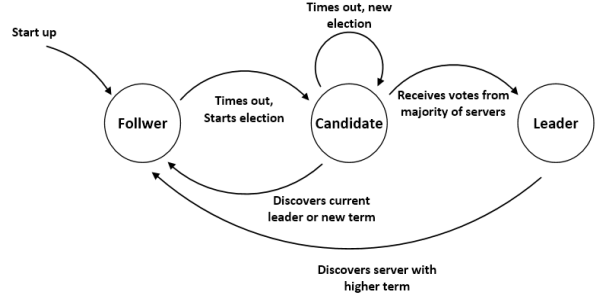 Times out, new
election
Start up
Times out,
Starts election
Receives votes from
majority of servers
Follwer
Candidate
Leader
Discovers current
leader or new term
Discovers server with
higher term